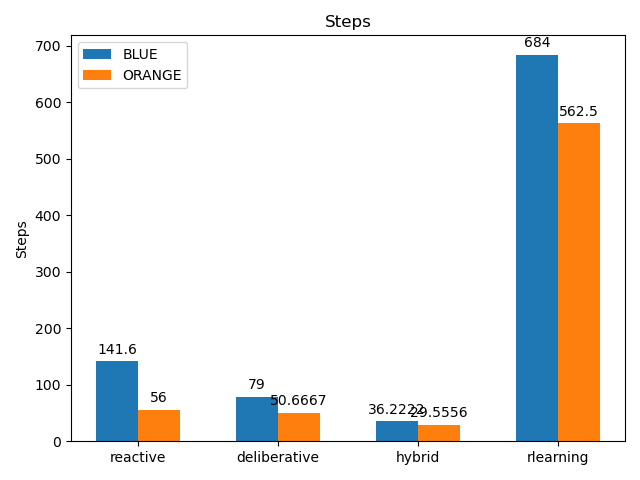 Steps
BLUE
ORANGE
Steps
700
600
500
400
300
200
100
0
141.6
56
79
50.6667
36.2222
29.5556
684
562.5
reactive
deliberative
hybrid
rlearning